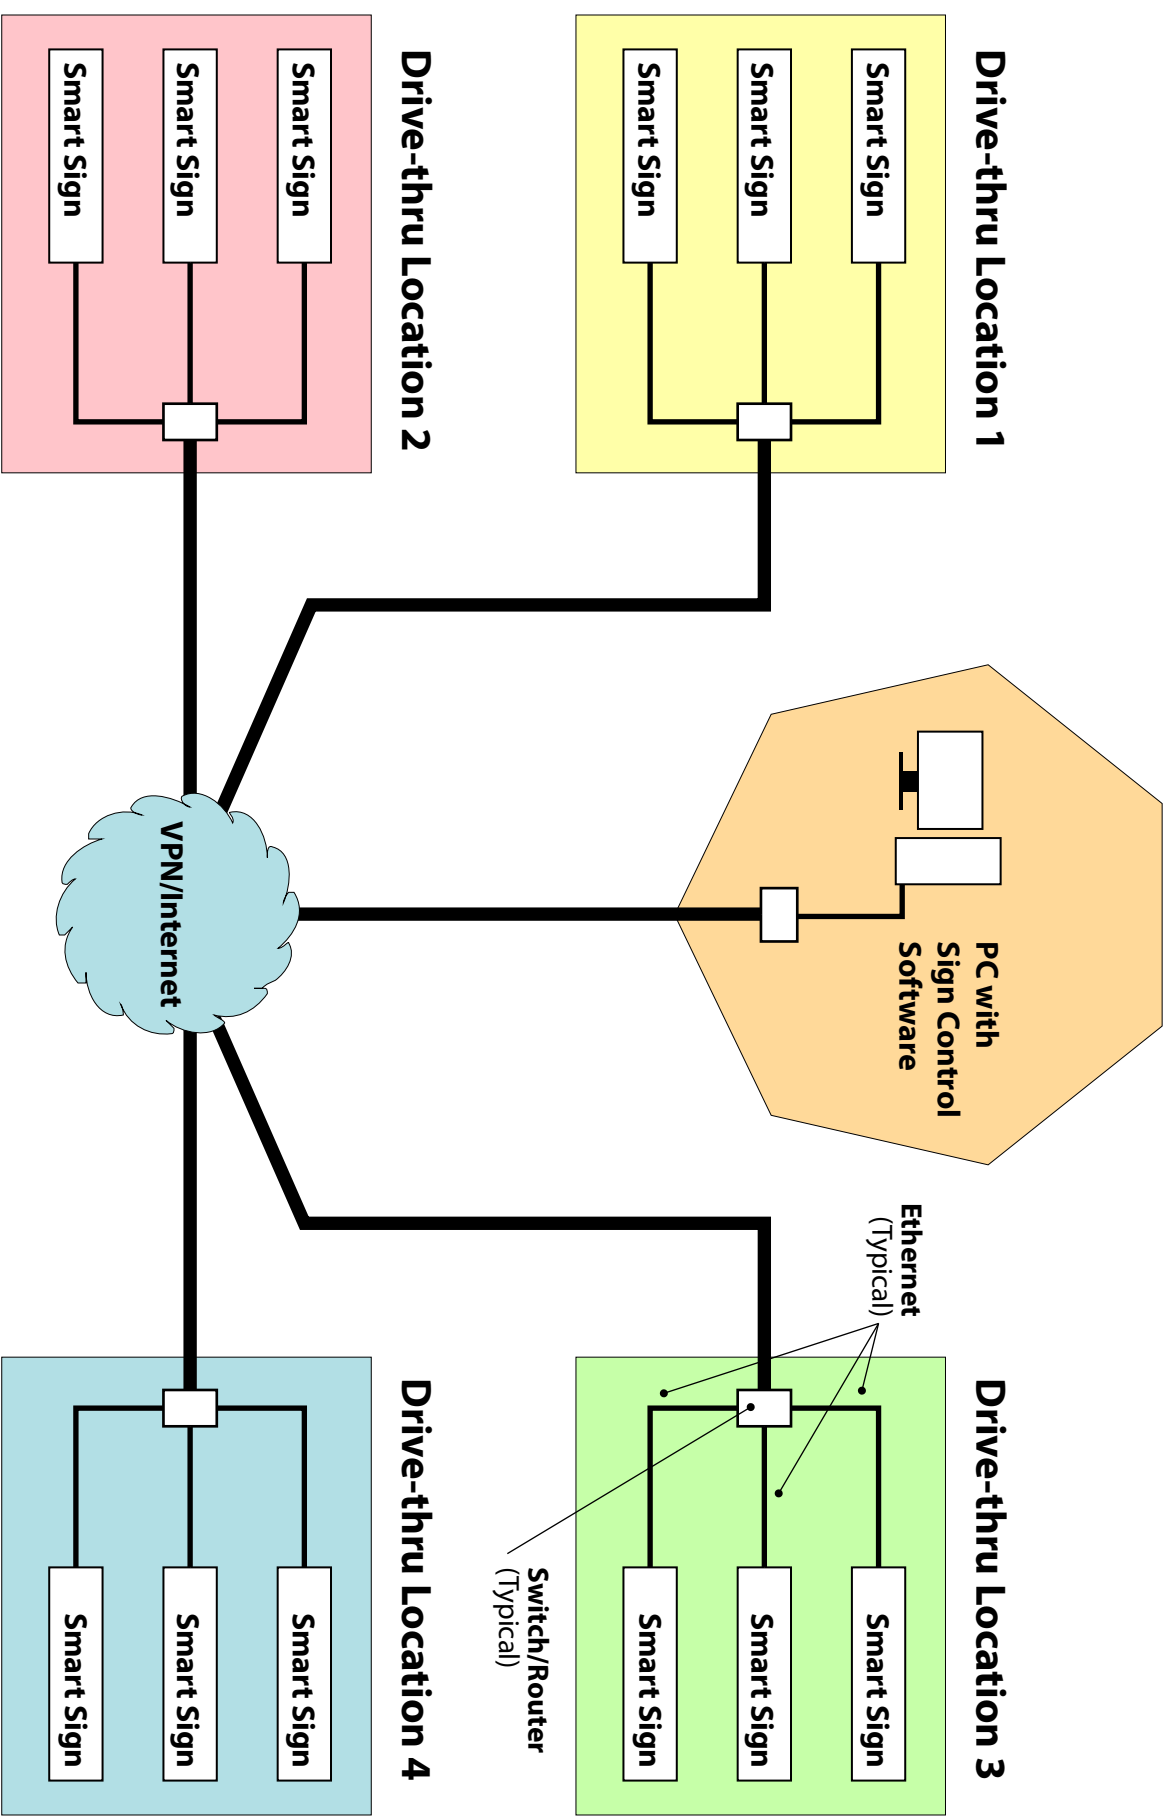 Drive-thru Location 1
Smart Sign
Smart Sign
Smart Sign
PC with
Sign Control
Software
Drive-thru Location 3
Ethernet
(Typical)
Smart Sign
Smart Sign
Smart Sign
Switch/Router
(Typical)
Drive-thru Location 2
Smart Sign
Smart Sign
Smart Sign
VPN/Internet
Drive-thru Location 4
Smart Sign
Smart Sign
Smart Sign